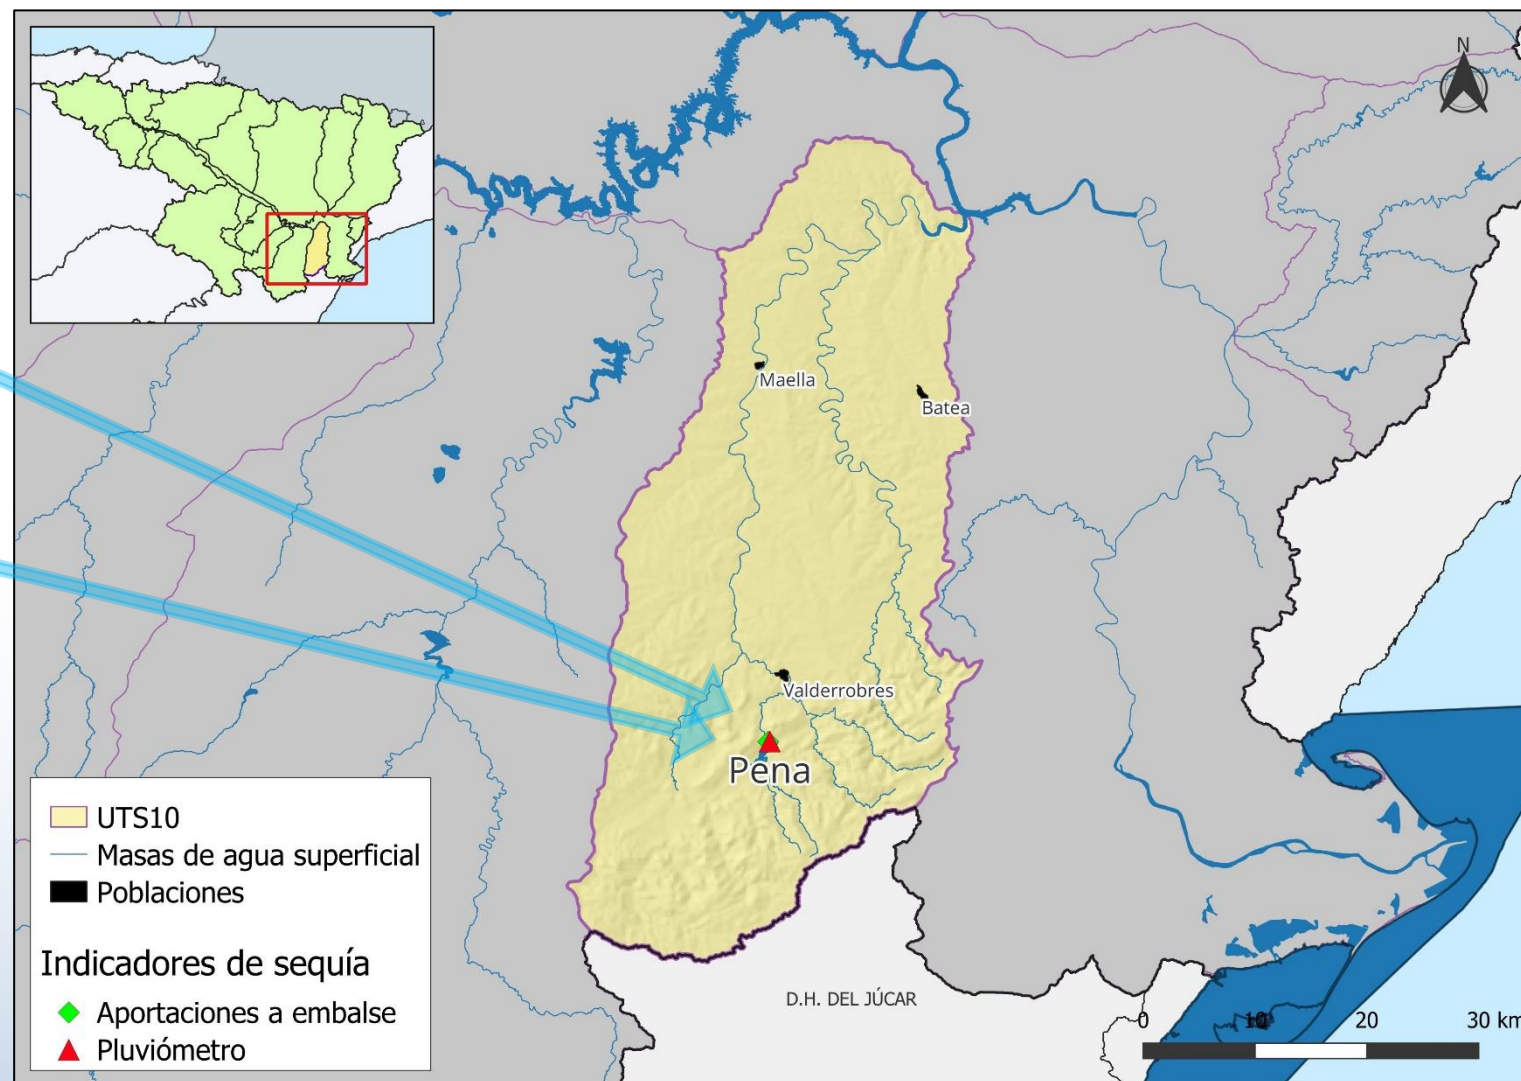 N
Maella
Batea
Valderrobres
Pena
UTS10
Masas de agua superficial
Poblaciones
Indicadores de sequía
Aportaciones a embalse
Pluviómetro
D.H. DEL JÚCAR
0 10 20 30 km